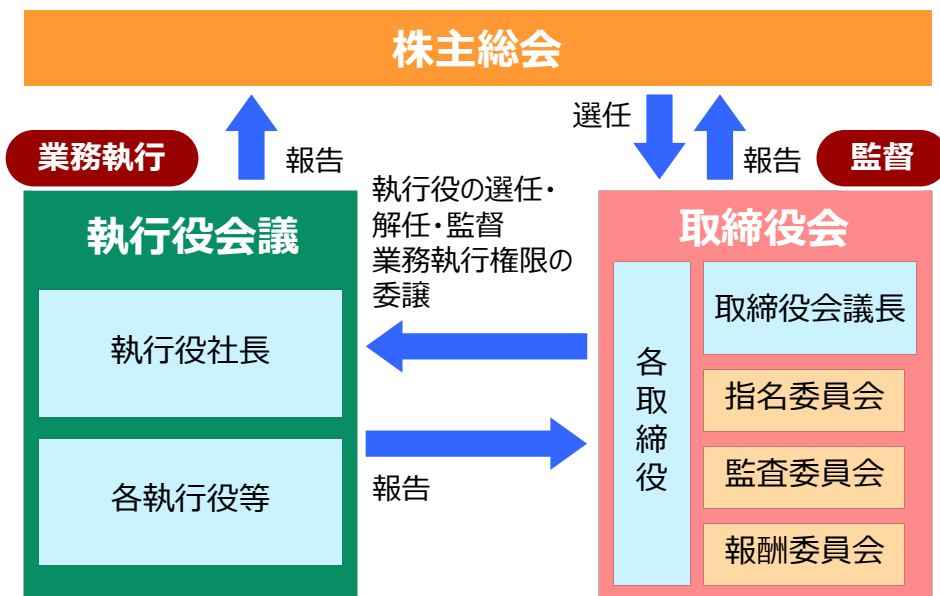 株主総会
選任
業務執行
報告
報告
監督
執行役の選任・
解任・監督
業務執行権限の
委譲
執行役会議
取締役会
執行役社長
各執行役等
報告
各取締役
取締役会議長
指名委員会
監査委員会
報酬委員会